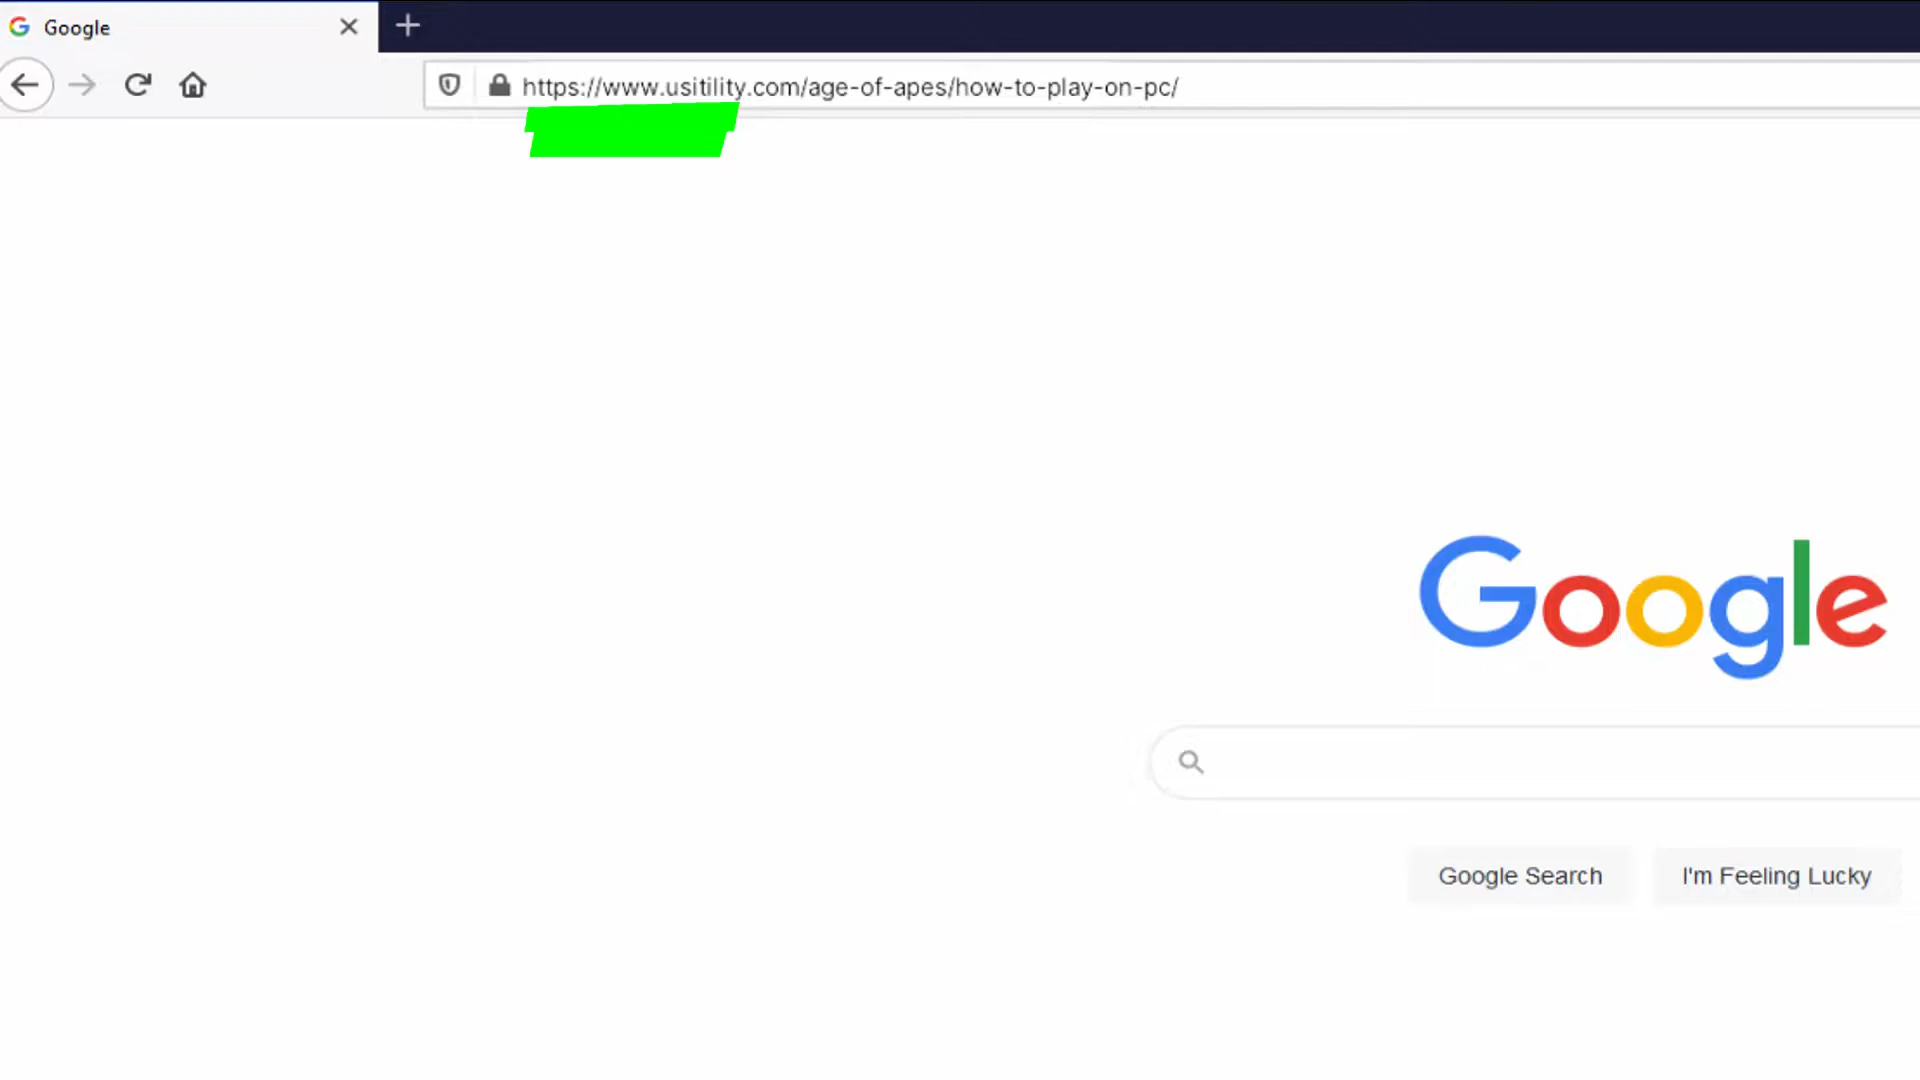 Google
https://www.usitility.com/age-of-apes/how-to-play-on-pc/
Google
Google Search
I'm Feeling Lucky